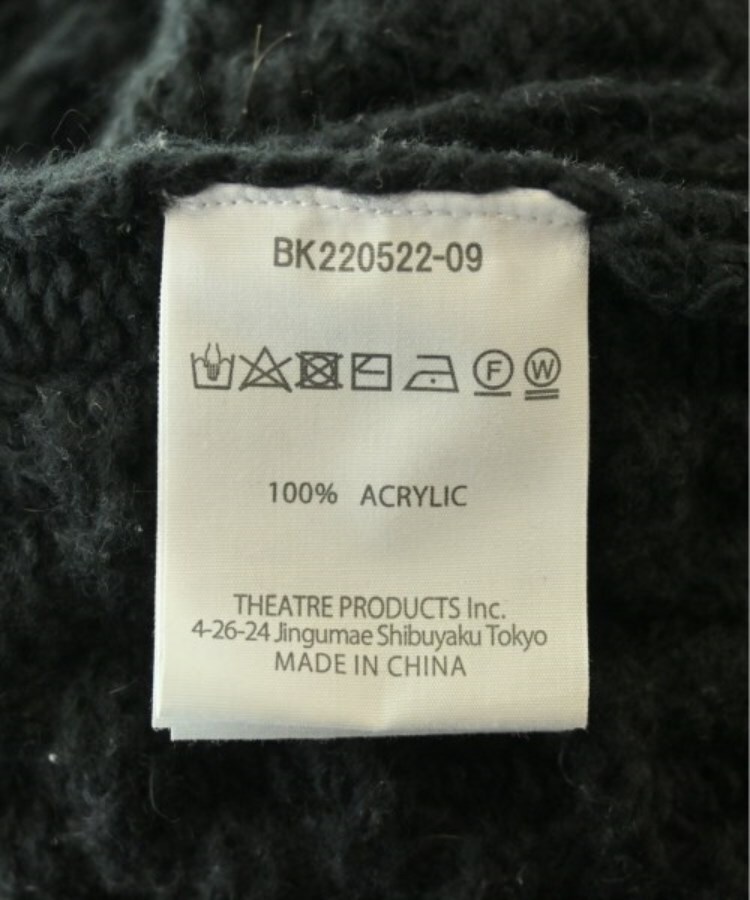 BK220522-09
F W
100% ACRYLIC
THEATRE PRODUCTS Inc.
4-26-24 Jingumae Shibuyaku Tokyo
MADE IN CHINA